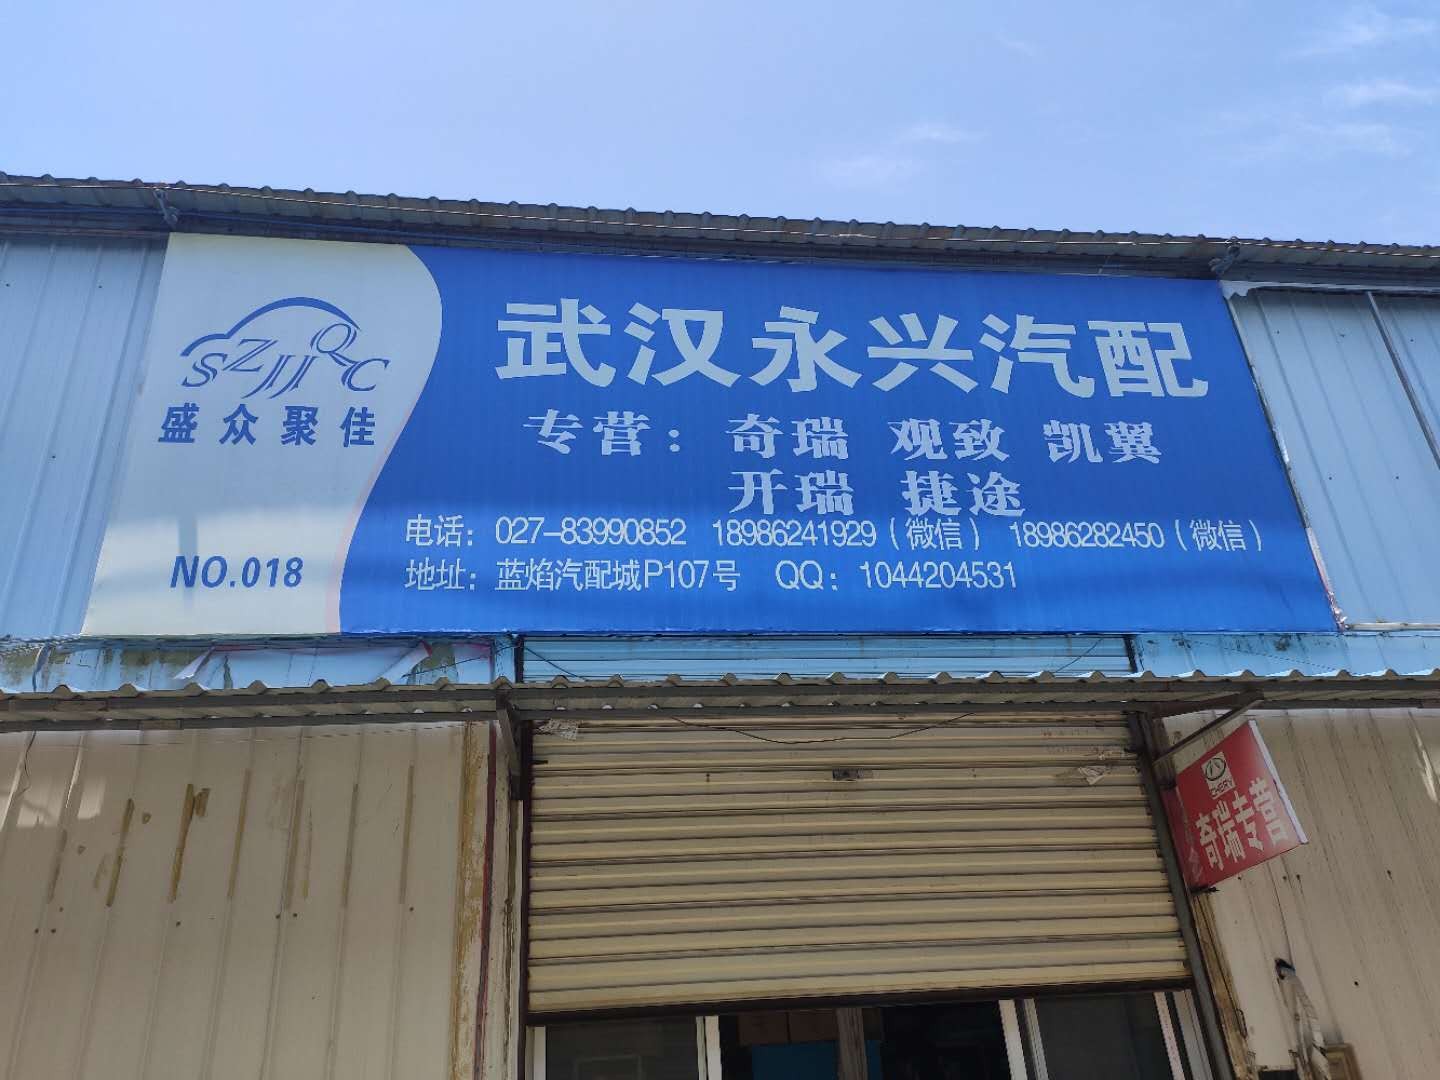 SZJJQC
盛众聚佳
NO.018
武汉永兴汽配
专营：奇瑞 观致 凯翼
开瑞 捷途
电话：027-83990852 18986241929（微信） 18986282450（微信）
地址：蓝焰汽配城P107号 QQ：1044204531
CHERY
奇瑞专营